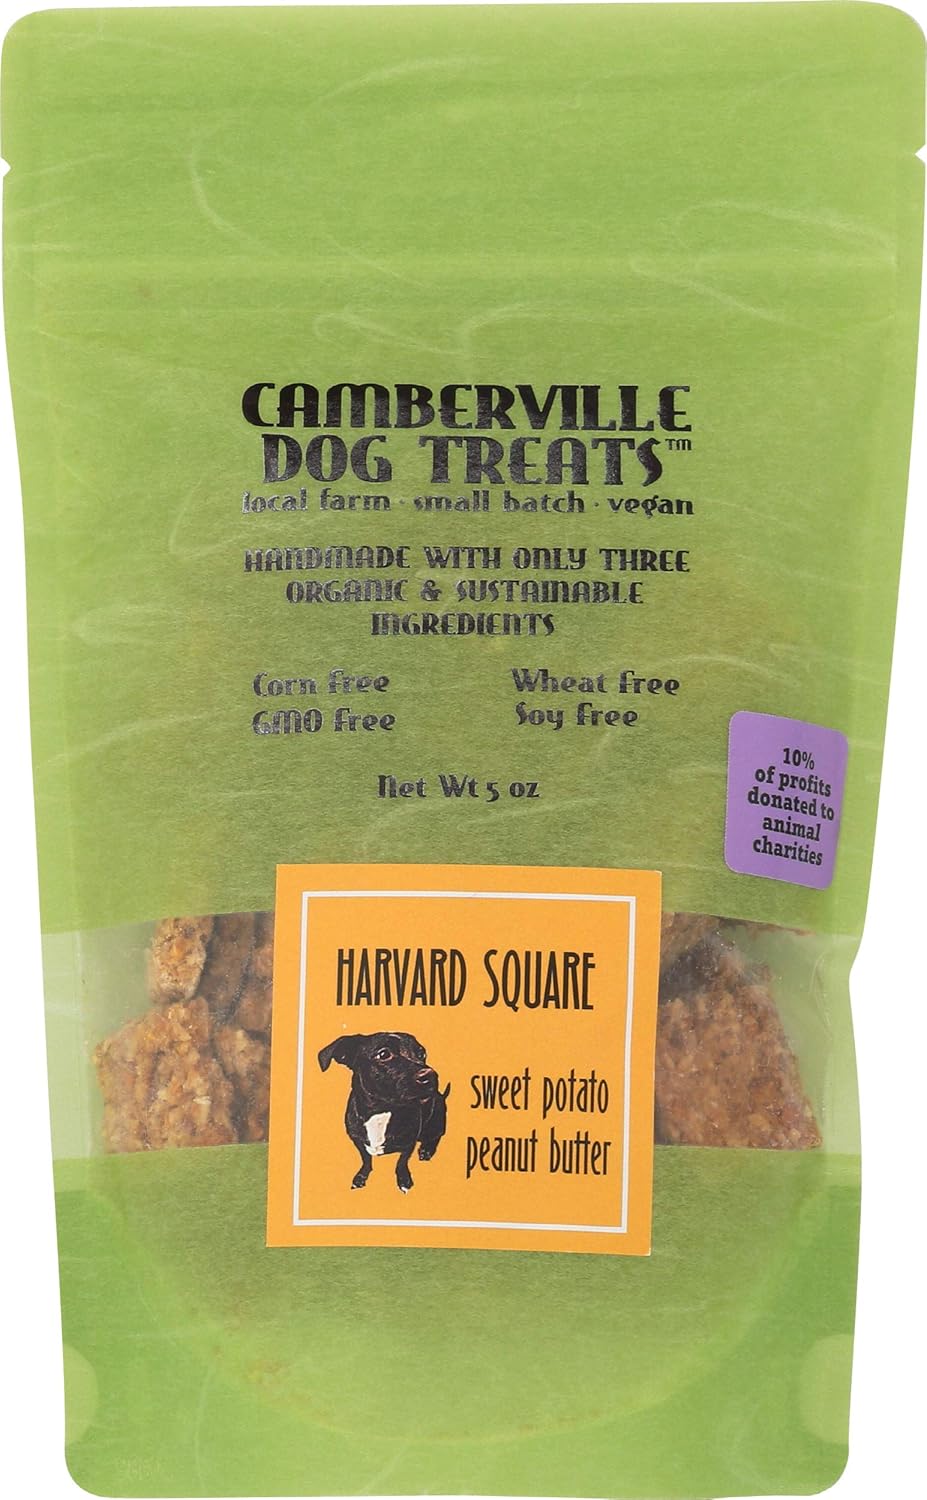 CAMBERVILLE
DOG TREATS™
local farm · small batch · vegan
HANDMADE WITH ONLY THREE
ORGANIC & SUSTAINABLE
INGREDIENTS
Corn Free Wheat Free
GMO Free Soy Free
Net Wt 5 oz
10%
of profits
donated to
animal
charities
HARVARD SQUARE
sweet potato
peanut butter